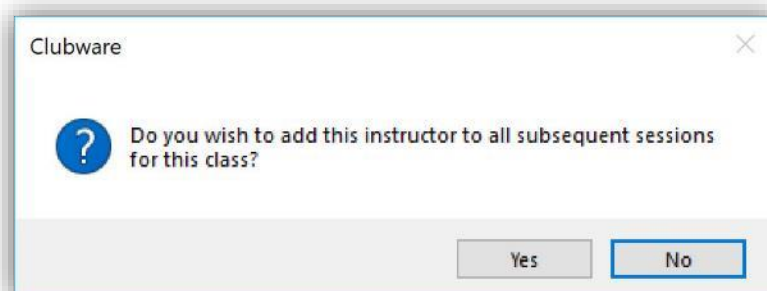 Clubware
Do you wish to add this instructor to all subsequent sessions
for this class?
Yes
No